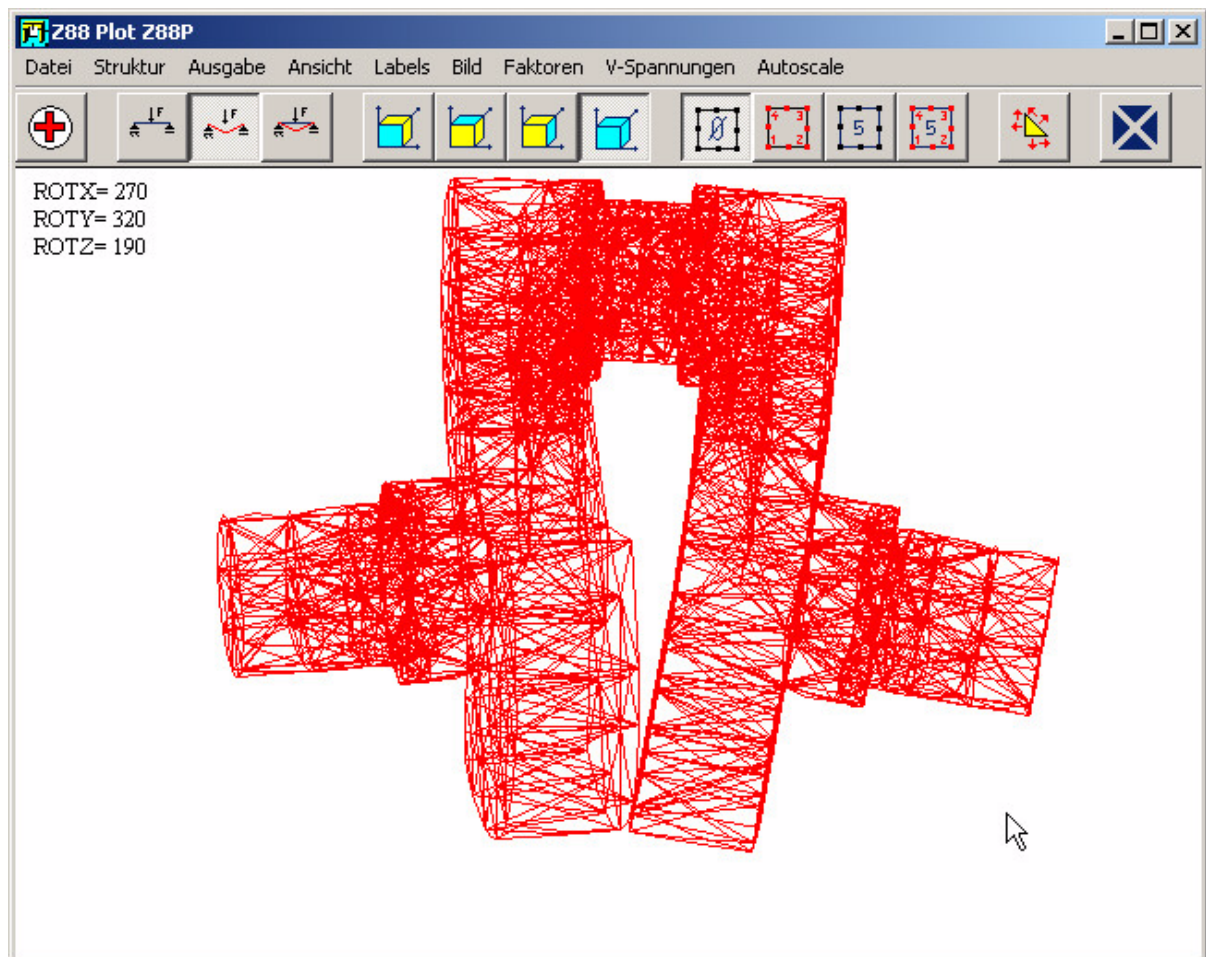 Z88 Plot Z88P
Datei Struktur Ausgabe Ansicht Labels Bild Faktoren V-Spannungen Autoscale
F F F Ø 4 3 1 2 5 4 3 5 1 2
ROTX= 270
ROTY= 320
ROTZ= 190